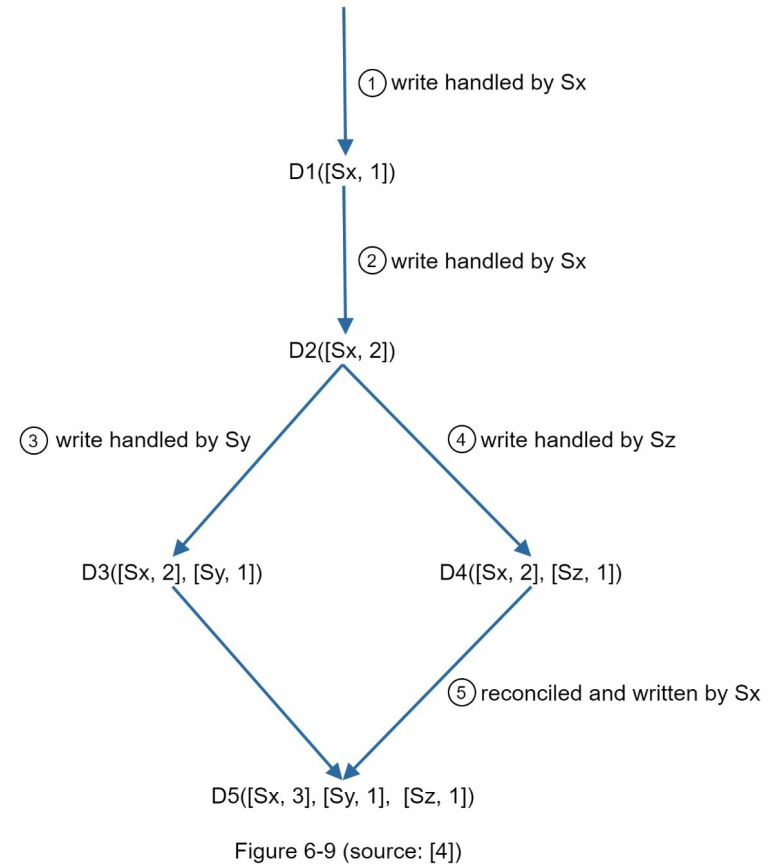 ① write handled by Sx
D1([Sx, 1])
② write handled by Sx
D2([Sx, 2])
③ write handled by Sy
④ write handled by Sz
D3([Sx, 2], [Sy, 1])
D4([Sx, 2], [Sz, 1])
⑤ reconciled and written by Sx
D5([Sx, 3], [Sy, 1], [Sz, 1])
Figure 6-9 (source: [4])